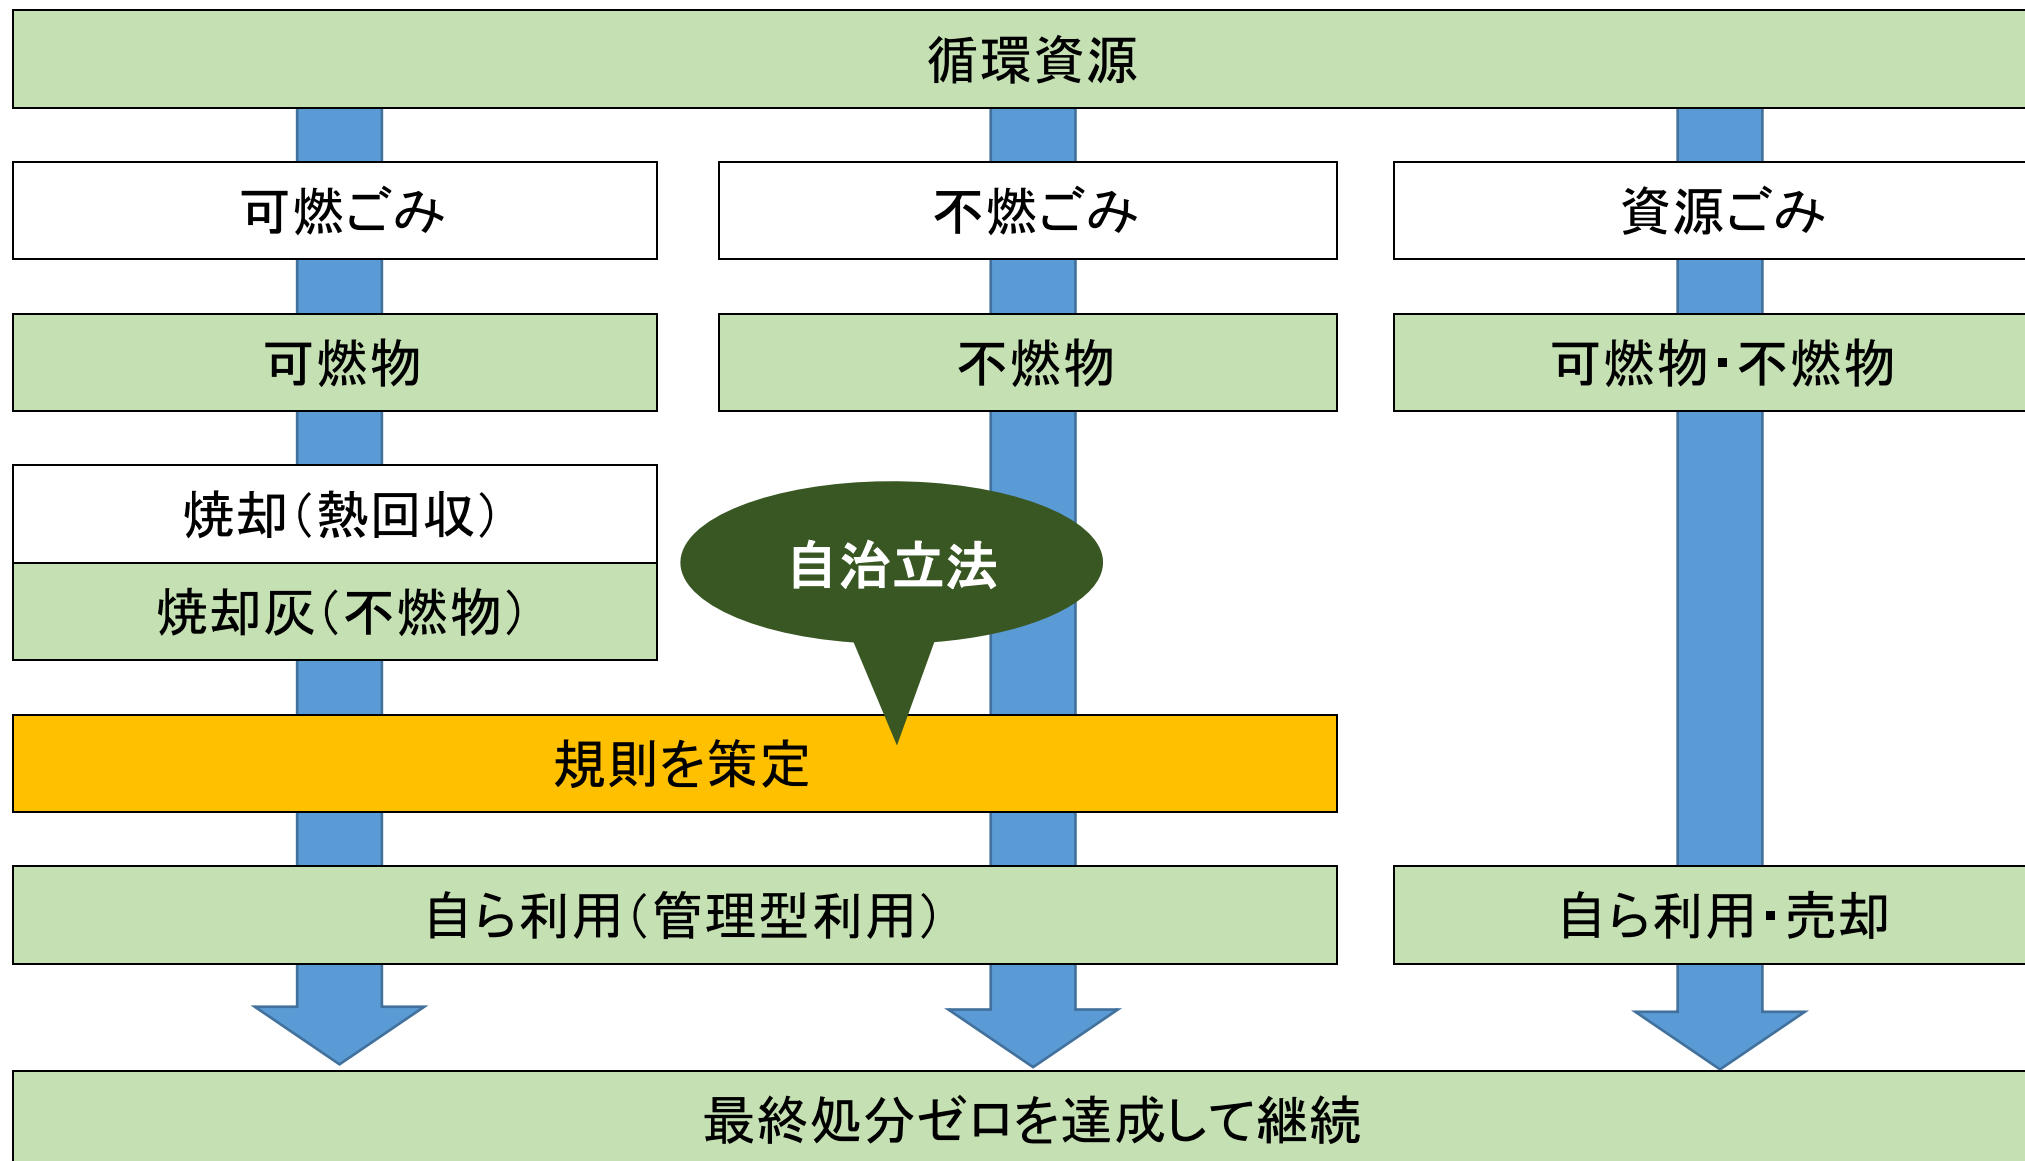 循環資源
可燃ごみ
不燃ごみ
資源ごみ
可燃物
不燃物
可燃物・不燃物
焼却（熱回収）
自治立法
焼却灰（不燃物）
規則を策定
自ら利用（管理型利用）
自ら利用・売却
最終処分ゼロを達成して継続